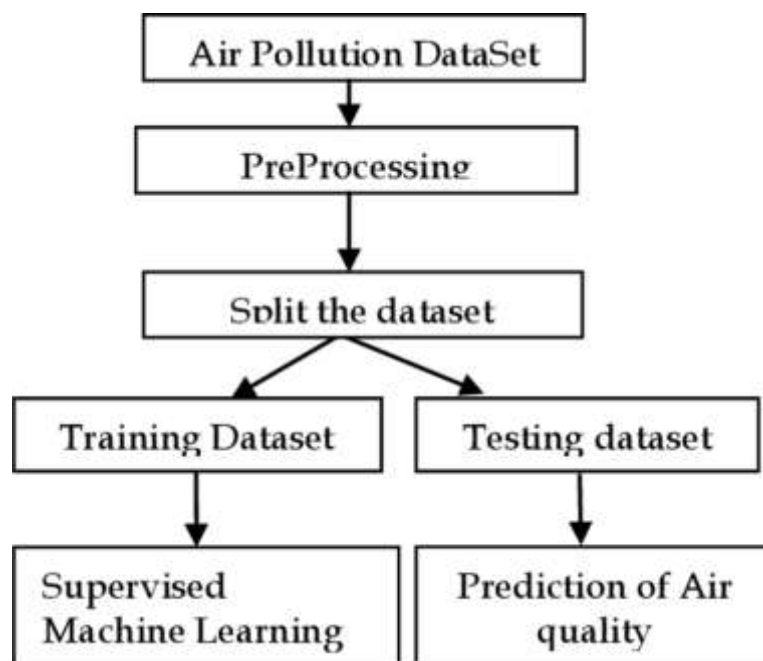 Air Pollution DataSet
PreProcessing
Split the dataset
Training Dataset
Testing dataset
Supervised
Machine Learning
Prediction of Air
quality